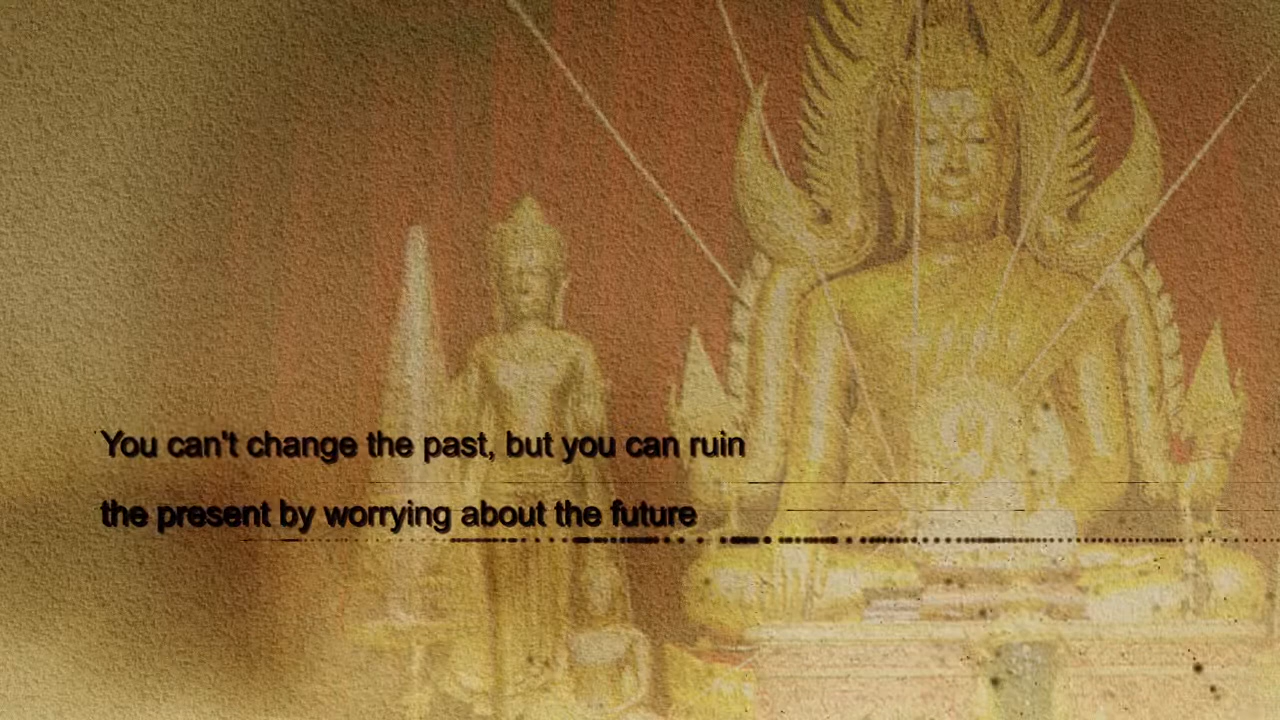 You can't change the past, but you can ruin
the present by worrying about the future